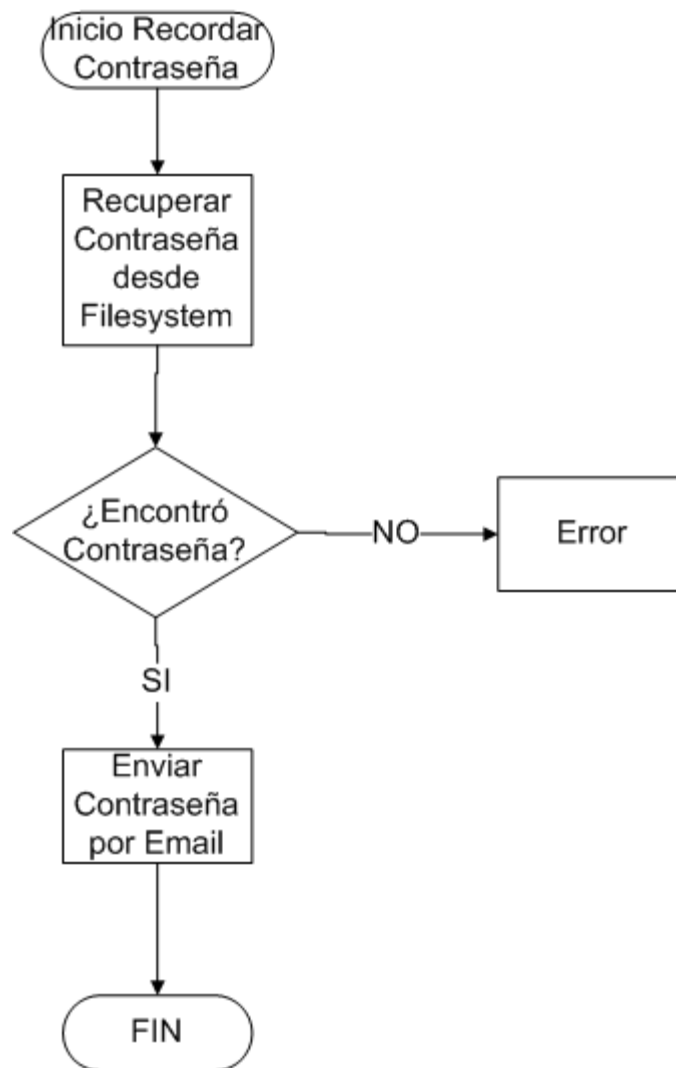 Inicio Recordar
Contraseña
Recuperar
Contraseña
desde
Filesystem
¿Encontró
Contraseña?
NO
Error
SI
Enviar
Contraseña
por Email
FIN